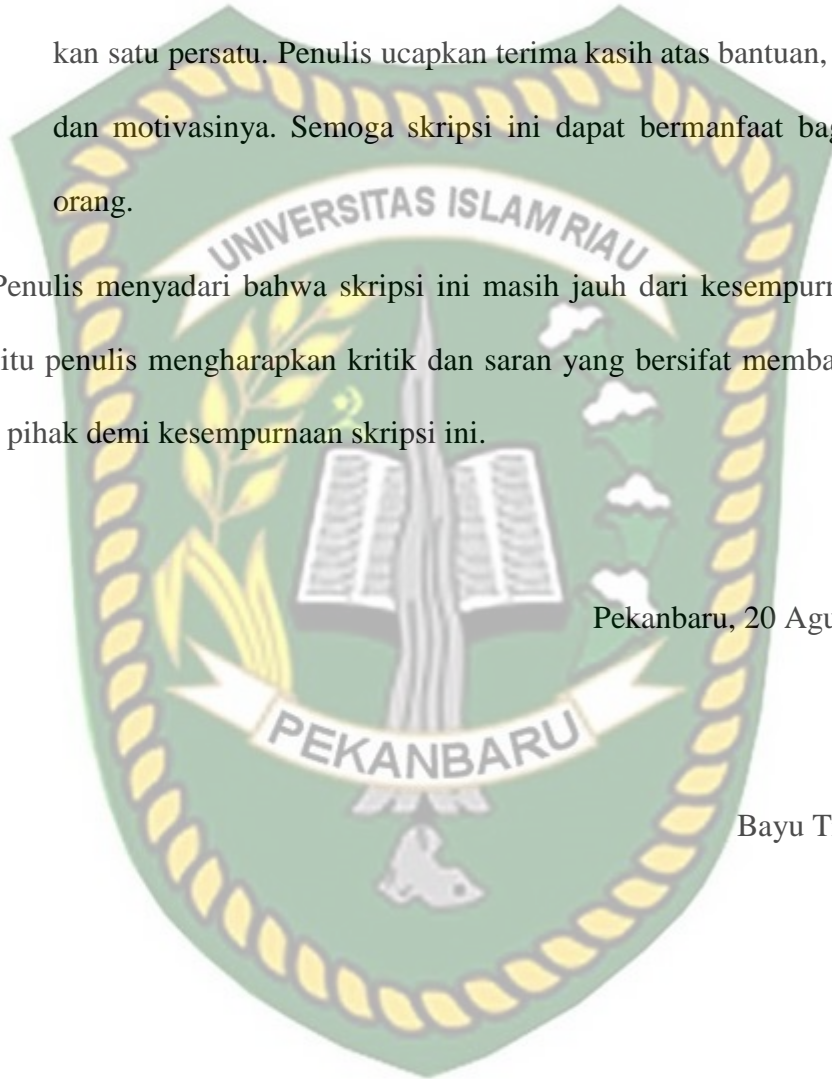 kan satu persatu. Penulis ucapkan terima kasih atas bantuan,
dan motivasinya. Semoga skripsi ini dapat bermanfaat bag
orang.
UNIVERSITAS ISLAM RIAU
Penulis menyadari bahwa skripsi ini masih jauh dari kesempurn
itu penulis mengharapkan kritik dan saran yang bersifat memba
pihak demi kesempurnaan skripsi ini.
Pekanbaru, 20 Agu
PEKANBARU
Bayu T